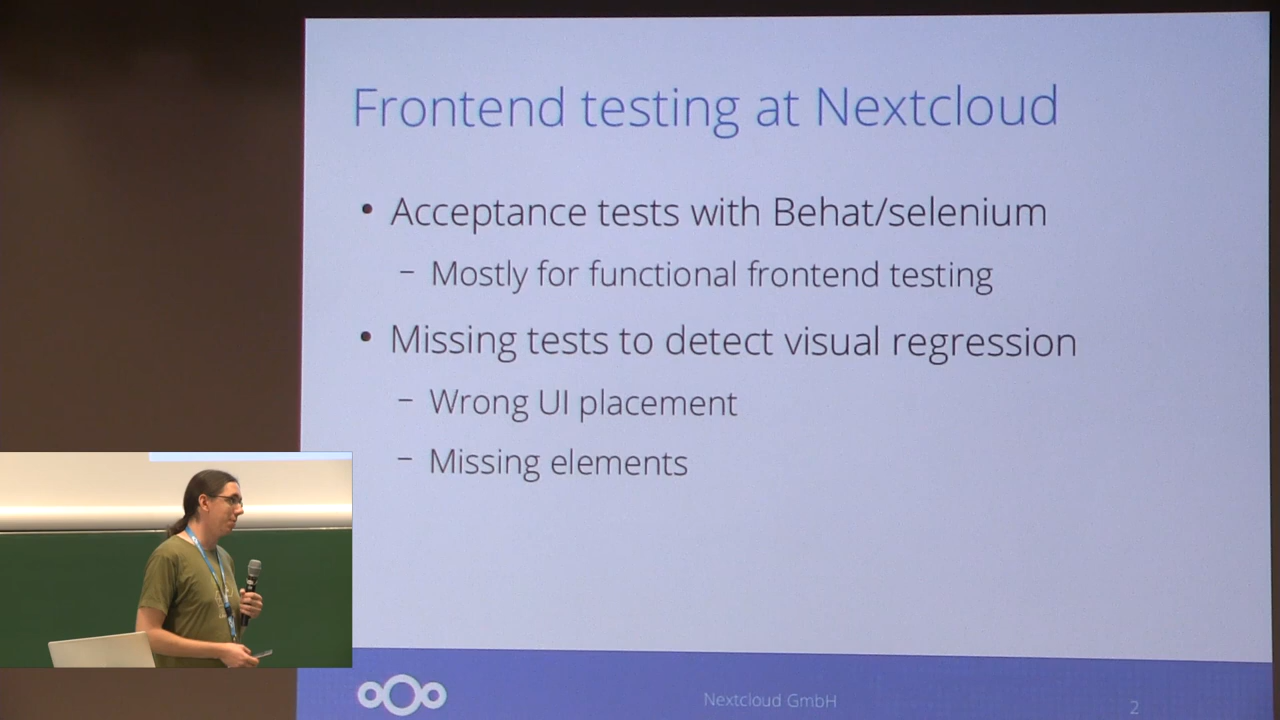 Frontend testing at Nextcloud
• Acceptance tests with Behat/selenium
– Mostly for functional frontend testing
• Missing tests to detect visual regression
– Wrong UI placement
– Missing elements
Nextcloud GmbH
2